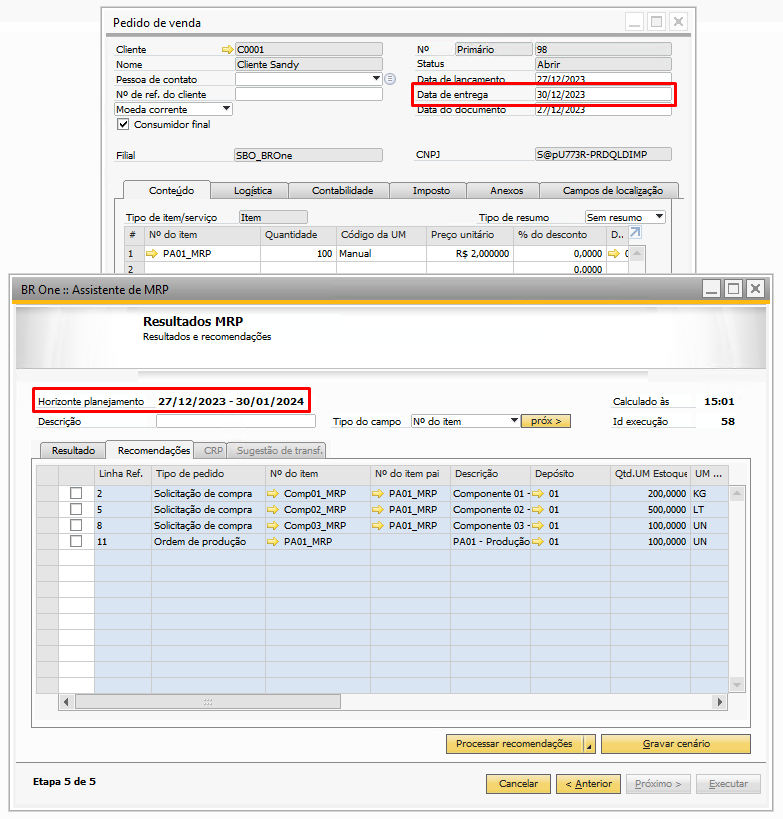 Pedido de venda
Cliente C0001 Nº Primário 98
Nome Cliente Sandy Status Abrir
Pessoa de contato Data de lançamento 27/12/2023
Nº de ref. do cliente Data de entrega 30/12/2023
Moeda corrente Data do documento 27/12/2023
Consumidor final
Filial SBO_BROne CNPJ S@pU773R-PRDQLDIMP
Conteúdo Logística Contabilidade Imposto Anexos Campos de localização
Tipo de item/serviço Item Tipo de resumo Sem resumo
# Nº do item Quantidade Código da UM Preço unitário % do desconto D..
1 PA01_MRP 100 Manual R$ 2,000000 0,0000
2 0.0000
BR One :: Assistente de MRP
Resultados MRP
Resultados e recomendações
Horizonte planejamento 27/12/2023 - 30/01/2024 Calculado às 15:01
Descrição Tipo do campo Nº do item próx > Id execução 58
Resultado Recomendações CRP Sugestão de transf.
Linha Ref. Tipo de pedido Nº do item Nº do item pai Descrição Depósito Qtd.UM Estoque UM ...
2 Solicitação de compra Comp01_MRP PA01_MRP Componente 01 - 01 200,0000 KG
5 Solicitação de compra Comp02_MRP PA01_MRP Componente 02 - 01 500,0000 LT
8 Solicitação de compra Comp03_MRP PA01_MRP Componente 03 - 01 100,0000 UN
11 Ordem de produção PA01_MRP PA01 - Produção 01 100,0000 UN
Processar recomendações Gravar cenário
Etapa 5 de 5 Cancelar < Anterior Próximo > Executar